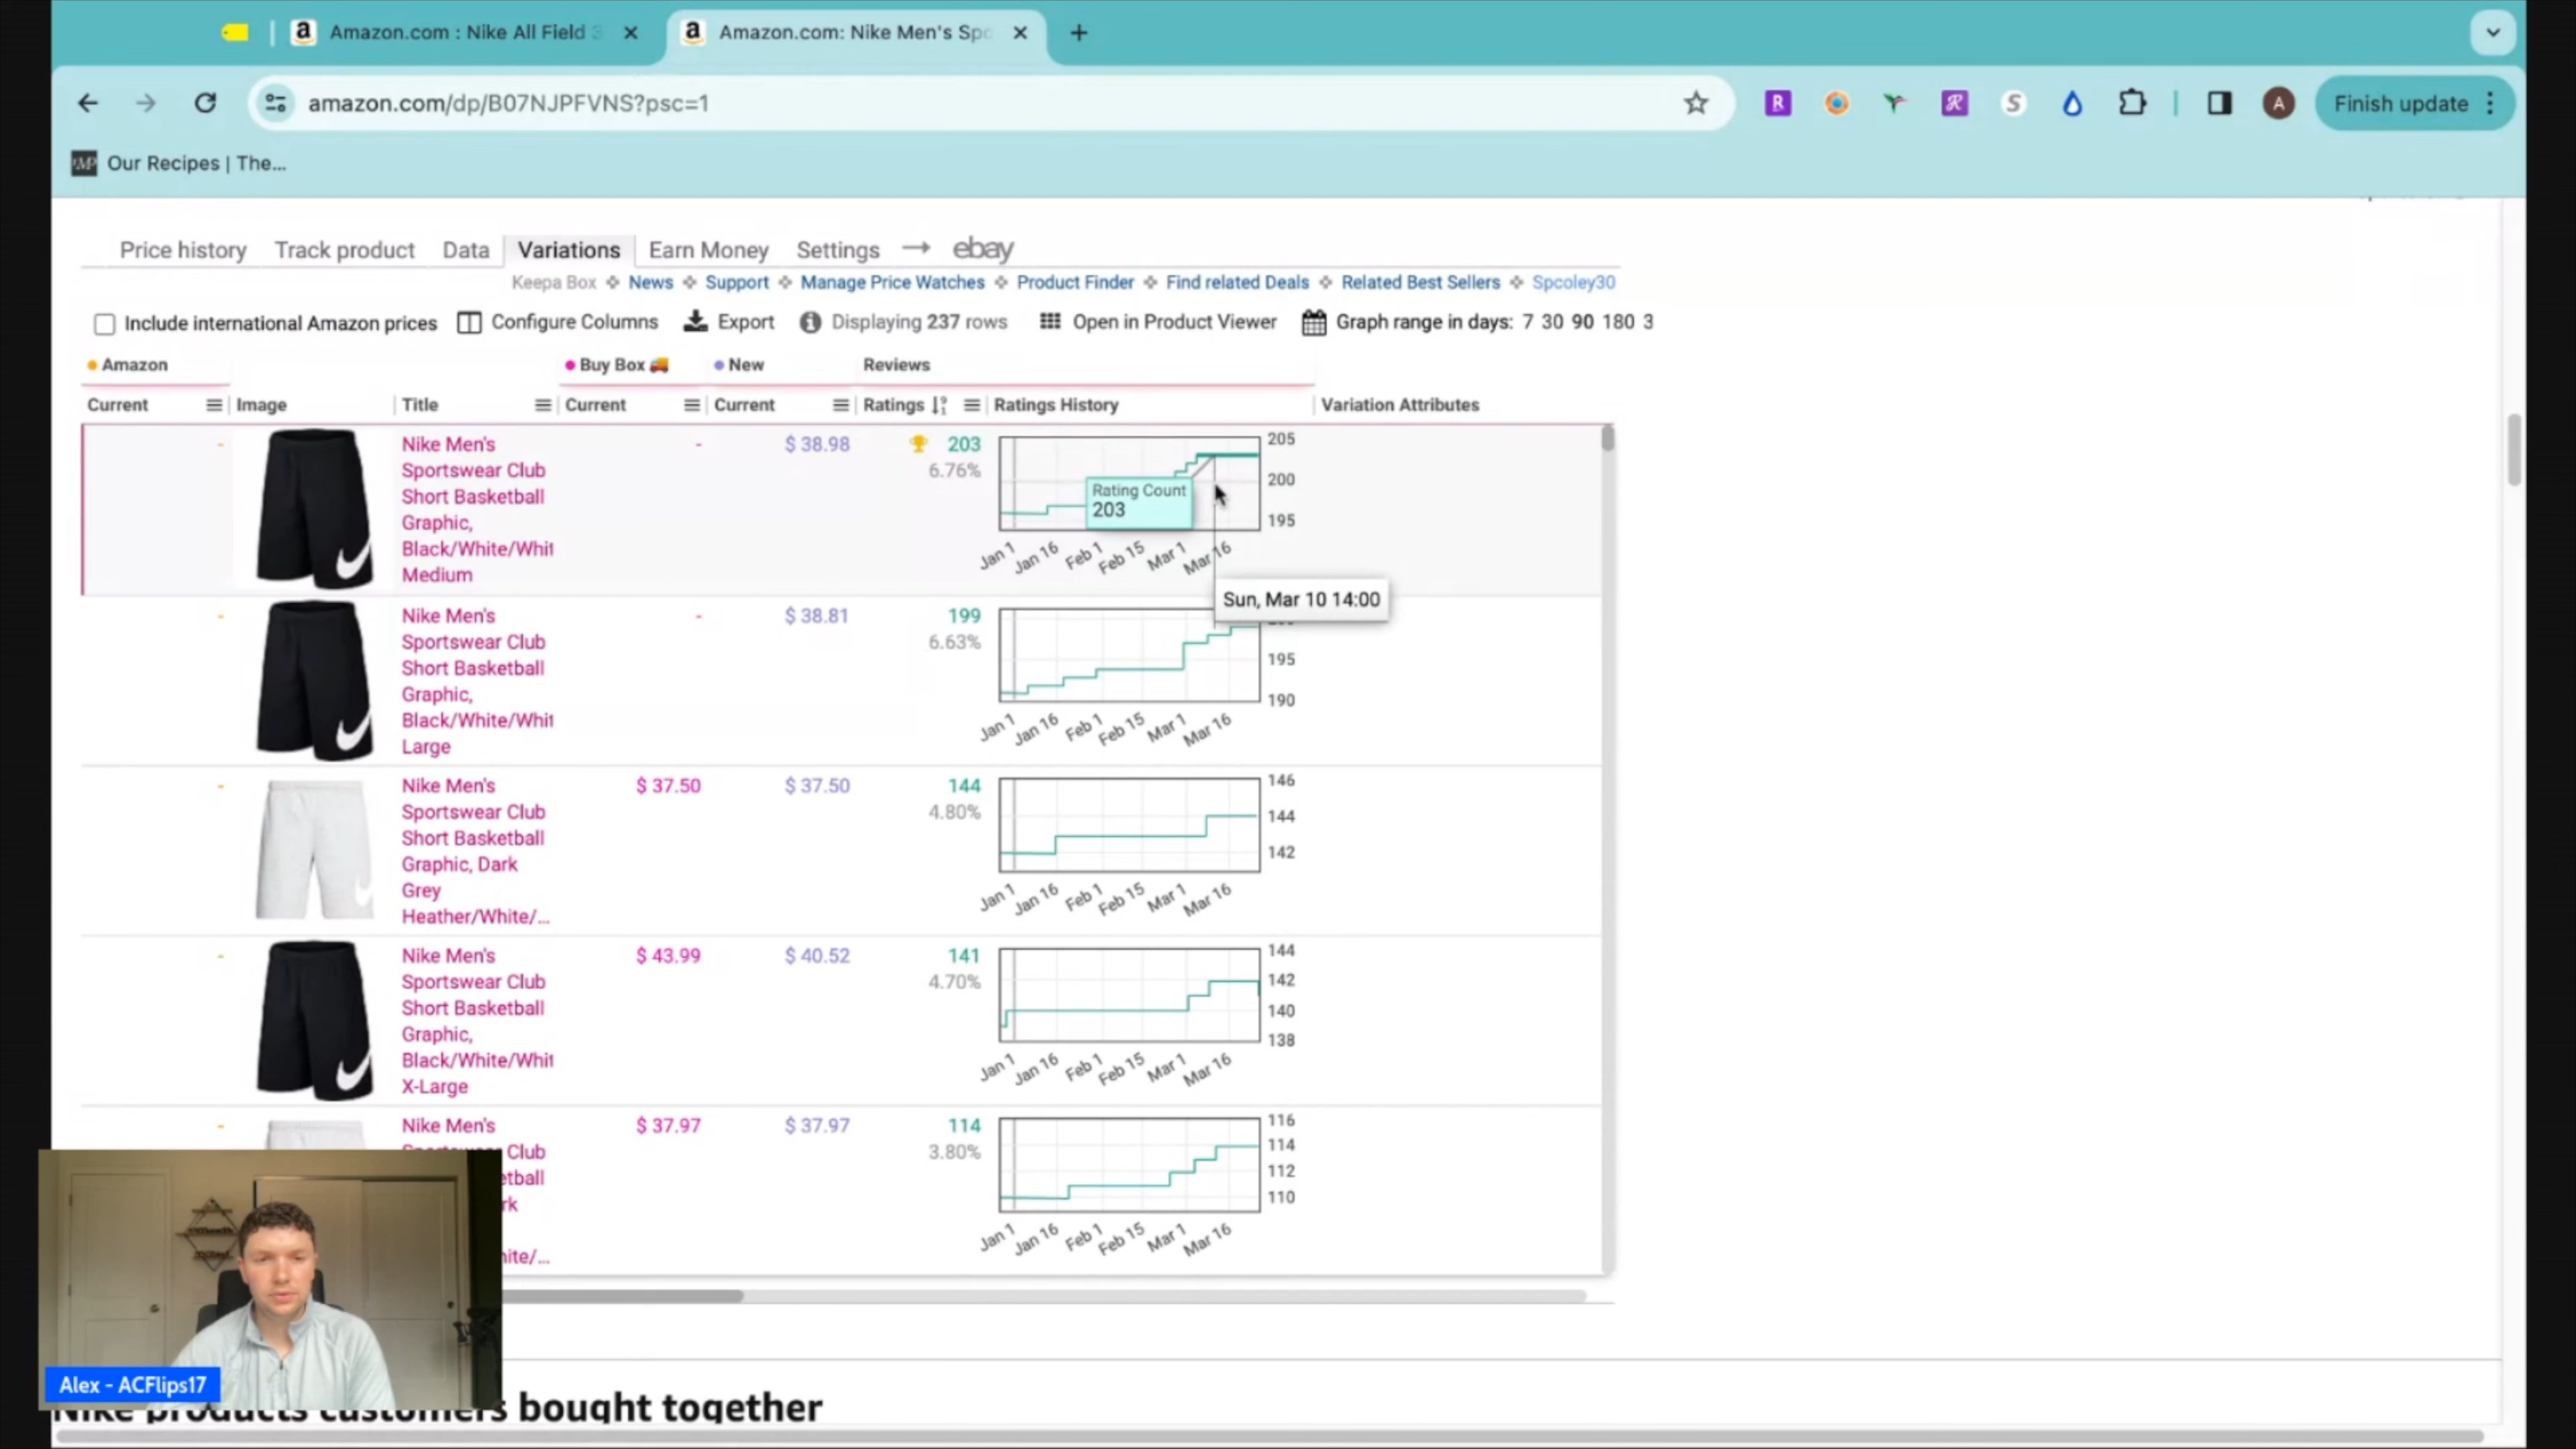 Amazon.com : Nike All Field 3
Amazon.com: Nike Men's Spo
amazon.com/dp/B07NJPFVNS?psc=1
Finish update
Our Recipes | The...
Price history Track product Data Variations Earn Money Settings → ebay
Keepa Box News Support Manage Price Watches Product Finder Find related Deals Related Best Sellers Spcoley30
Include international Amazon prices Configure Columns Export Displaying 237 rows Open in Product Viewer Graph range in days: 7 30 90 180 3
Amazon Buy Box New Reviews
Current Image Title Current Current Ratings Ratings History Variation Attributes
- Nike Men's - $ 38.98 203
Sportswear Club 6.76%
Short Basketball
Graphic,
Black/White/Whit
Medium
205
200
195
Rating Count
203
Jan 1 Jan 16 Feb 1 Feb 15 Mar 1 Mar 16
Sun, Mar 10 14:00
- Nike Men's - $ 38.81 199
Sportswear Club 6.63%
Short Basketball
Graphic,
Black/White/Whit
Large
195
190
Jan 1 Jan 16 Feb 1 Feb 15 Mar 1 Mar 16
- Nike Men's $ 37.50 $ 37.50 144
Sportswear Club 4.80%
Short Basketball
Graphic, Dark
Grey
Heather/White/...
146
144
142
Jan 1 Jan 16 Feb 1 Feb 15 Mar 1 Mar 16
- Nike Men's $ 43.99 $ 40.52 141
Sportswear Club 4.70%
Short Basketball
Graphic,
Black/White/Whit
X-Large
144
142
140
138
Jan 1 Jan 16 Feb 1 Feb 15 Mar 1 Mar 16
- Nike Men's $ 37.97 $ 37.97 114
Club 3.80%
etball
rk
hite/...
116
114
112
110
Jan 1 Jan 16 Feb 1 Feb 15 Mar 1 Mar 16
Alex - ACFlips17
Nike products customers bought together